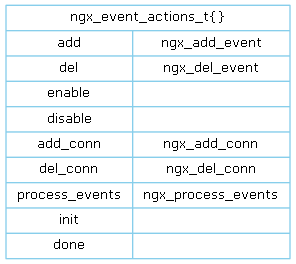 ngx_event_actions_t{}
add ngx_add_event
del ngx_del_event
enable
disable
add_conn ngx_add_conn
del_conn ngx_del_conn
process_events ngx_process_events
init
done